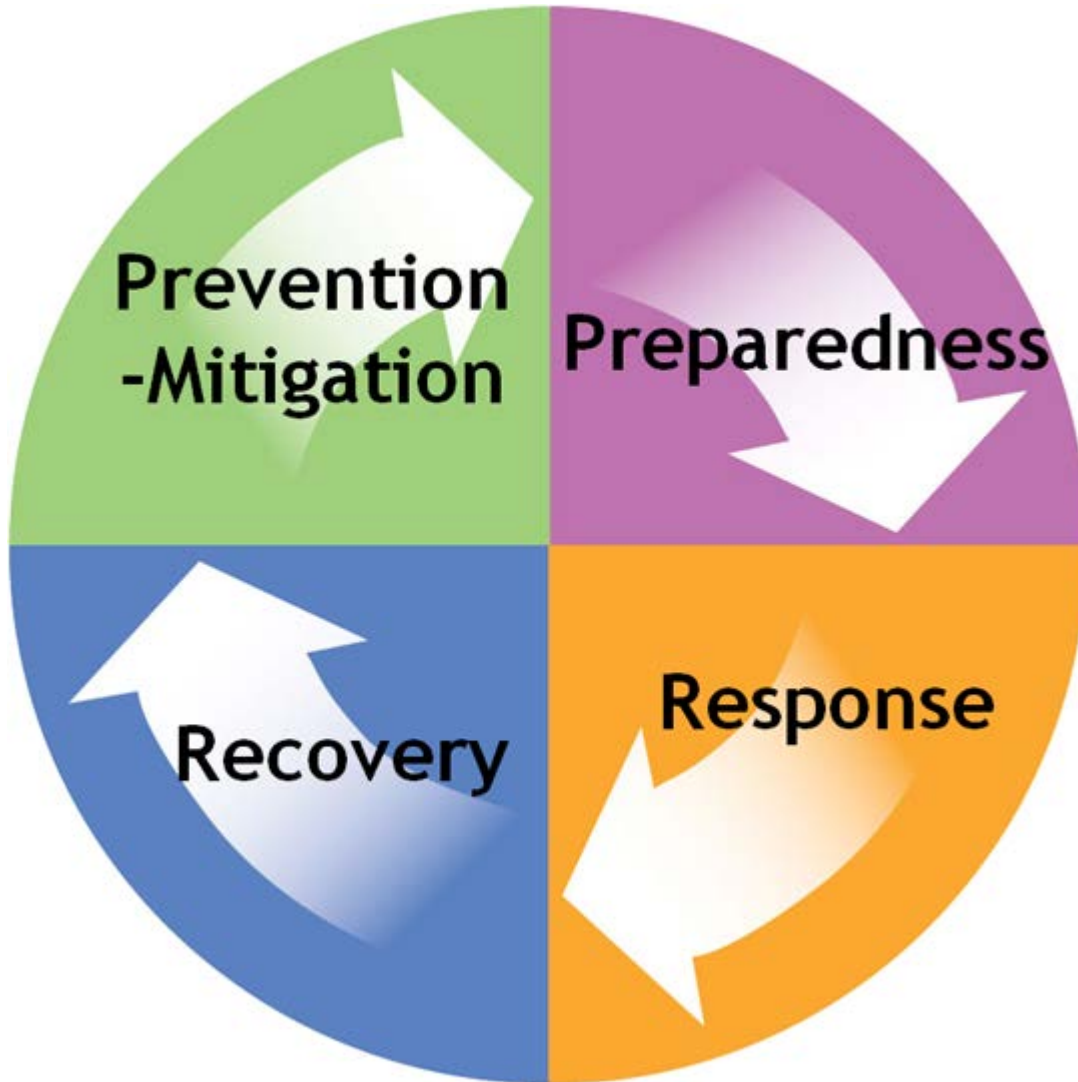 Prevention
-Mitigation
Preparedness
Response
Recovery